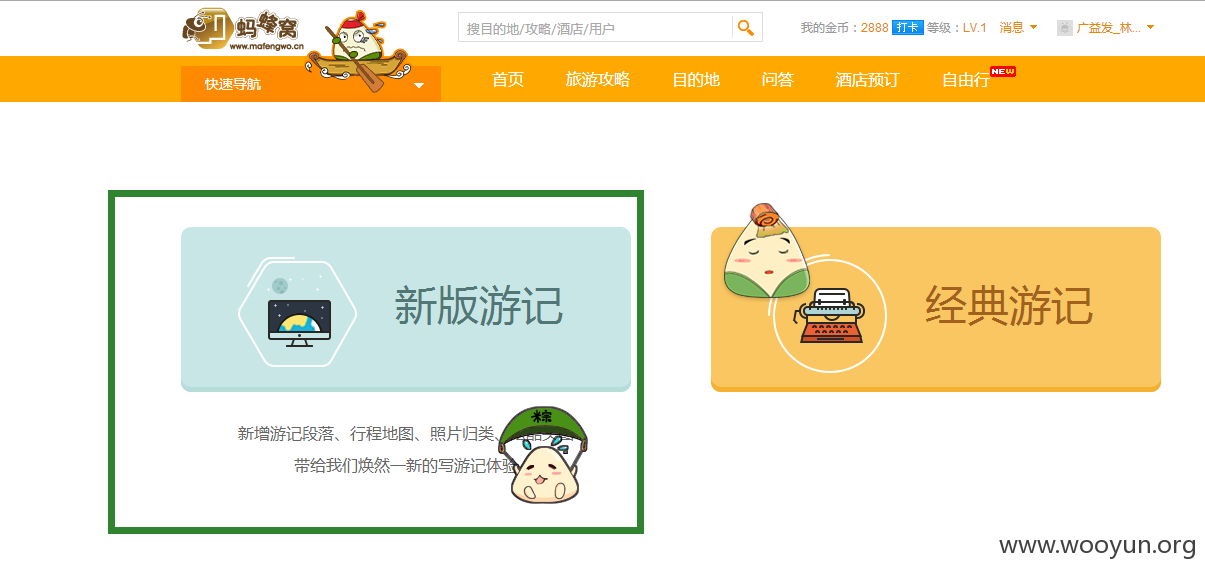 蚂蜂窝
www.mafengwo.cn
搜目的地/攻略/酒店/用户
我的金币：2888 打卡 等级：LV.1 消息 广益发_林...
快速导航
首页 旅游攻略 目的地 问答 酒店预订 自由行 NEW
新版游记
经典游记
粽
新增游记段落、行程地图、照片归类、
带给我们焕然一新的写游记体验
www.wooyun.org